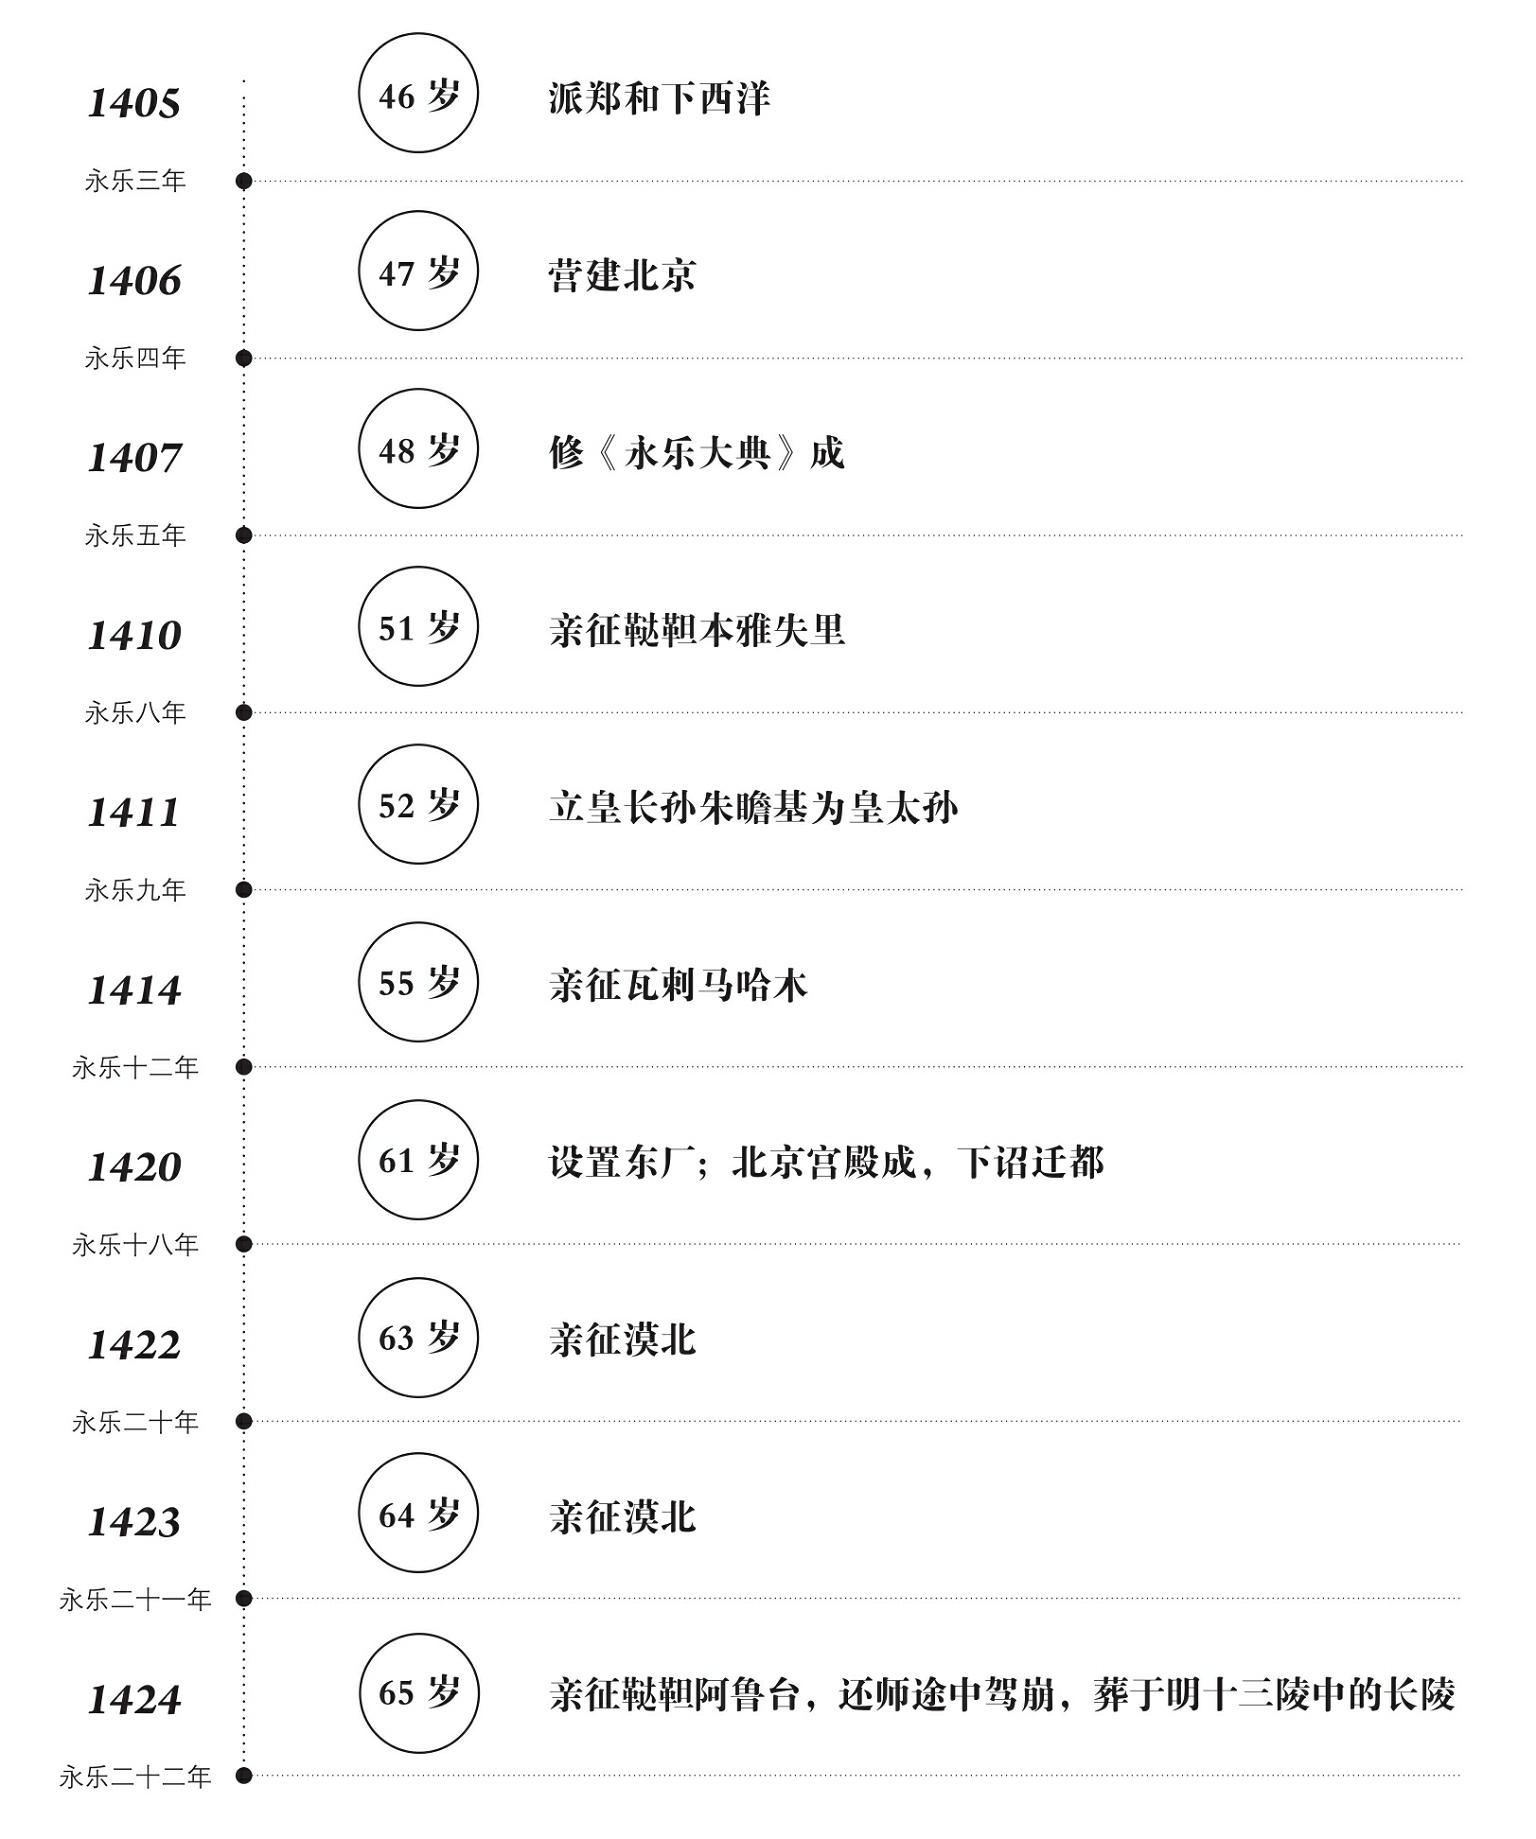 1405
46 岁
派郑和下西洋
永乐三年
1406
47 岁
营建北京
永乐四年
1407
48 岁
修《永乐大典》成
永乐五年
1410
51 岁
亲征鞑靼本雅失里
永乐八年
1411
52 岁
立皇长孙朱瞻基为皇太孙
永乐九年
1414
55 岁
亲征瓦剌马哈木
永乐十二年
1420
61 岁
设置东厂；北京宫殿成，下诏迁都
永乐十八年
1422
63 岁
亲征漠北
永乐二十年
1423
64 岁
亲征漠北
永乐二十一年
1424
65 岁
亲征鞑靼阿鲁台，还师途中驾崩，葬于明十三陵中的长陵
永乐二十二年